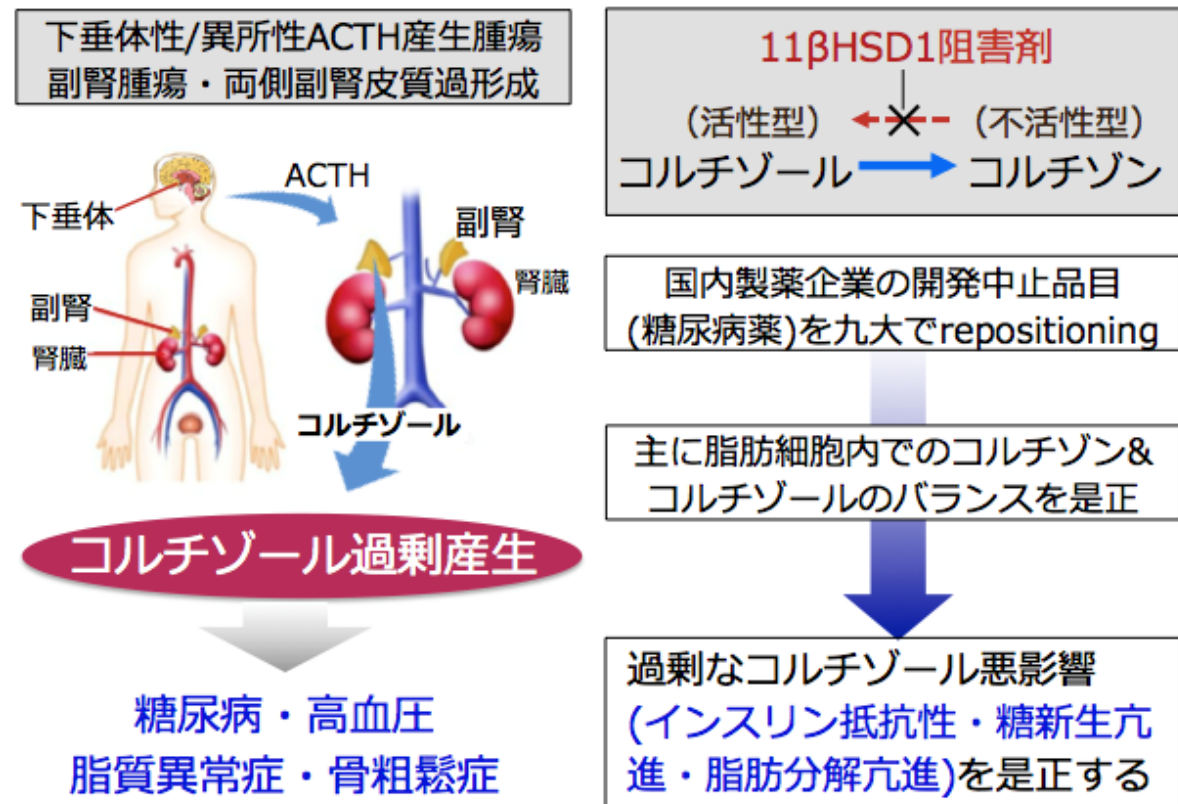 下垂体性/異所性ACTH産生腫瘍
副腎腫瘍・両側副腎皮質過形成
ACTH
下垂体
副腎
腎臓
副腎
腎臓
コルチゾール
コルチゾール過剰産生
糖尿病・高血圧
脂質異常症・骨粗鬆症
11βHSD1阻害剤
（活性型）
（不活性型）
コルチゾール
コルチゾン
国内製薬企業の開発中止品目
(糖尿病薬)を九大でrepositioning
主に脂肪細胞内でのコルチゾン&
コルチゾールのバランスを是正
過剰なコルチゾール悪影響
(インスリン抵抗性・糖新生亢
進・脂肪分解亢進)を是正する